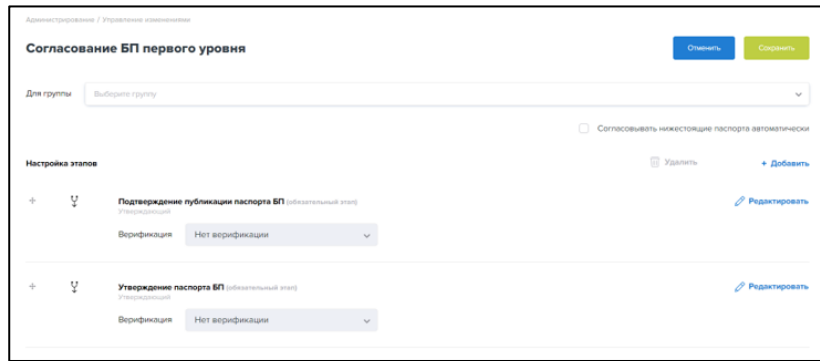 Администрирование / Управление изменениями
Согласование БП первого уровня
Отменить
Сохранить
Для группы
Выберите группу
Согласовывать нижестоящие паспорта автоматически
Настройка этапов
Удалить
+ Добавить
Подтверждение публикации паспорта БП (обязательный этап)
Редактировать
Утверждающий
Верификация
Нет верификации
Утверждение паспорта БП (обязательный этап)
Редактировать
Утверждающий
Верификация
Нет верификации